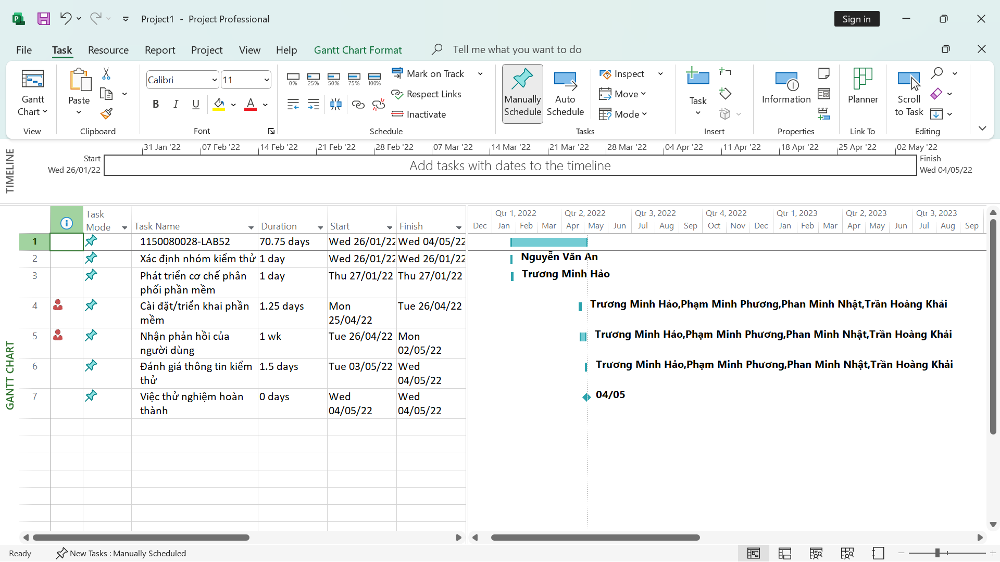 Project1 - Project Professional
Sign in
File Task Resource Report Project View Help Gantt Chart Format Tell me what you want to do
Gantt
Chart
View
Paste
Clipboard
Calibri 11
B I U A
Font
0% 25% 50% 75% 100%
Mark on Track
Respect Links
Inactivate
Schedule
Manually
Schedule
Auto
Schedule
Inspect
Move
Mode
Tasks
Task
Insert
Information
Properties
Planner
Link To
Scroll
to Task
Editing
TIMELINE
31 Jan '22 07 Feb '22 14 Feb '22 21 Feb '22 28 Feb '22 07 Mar '22 14 Mar '22 21 Mar '22 28 Mar '22 04 Apr '22 11 Apr '22 18 Apr '22 25 Apr '22 02 May '22
Start
Wed 26/01/22
Add tasks with dates to the timeline
Finish
Wed 04/05/22
GANTT CHART
Task
Mode Task Name Duration Start Finish
Qtr 1, 2022 Qtr 2, 2022 Qtr 3, 2022 Qtr 4, 2022 Qtr 1, 2023 Qtr 2, 2023 Qtr 3, 2023
Dec Jan Feb Mar Apr May Jun Jul Aug Sep Oct Nov Dec Jan Feb Mar Apr May Jun Jul Aug Sep
1 1150080028-LAB52 70.75 days Wed 26/01/22 Wed 04/05/22
2 Xác định nhóm kiểm thử 1 day Wed 26/01/22 Wed 26/01/22 Nguyễn Văn An
3 Phát triển cơ chế phân
phối phần mềm
1 day Thu 27/01/22 Thu 27/01/22 Trương Minh Hảo
4 Cài đặt/triển khai phần
mềm
1.25 days Mon
25/04/22
Tue 26/04/22 Trương Minh Hảo,Phạm Minh Phương,Phan Minh Nhật,Trần Hoàng Khải
5 Nhận phản hồi của
người dùng
1 wk Tue 26/04/22 Mon
02/05/22
Trương Minh Hảo,Phạm Minh Phương,Phan Minh Nhật,Trần Hoàng Khải
6 Đánh giá thông tin kiểm
thử
1.5 days Tue 03/05/22 Wed
04/05/22
Trương Minh Hảo,Phạm Minh Phương,Phan Minh Nhật,Trần Hoàng Khải
7 Việc thử nghiệm hoàn
thành
0 days Wed
04/05/22
Wed
04/05/22
04/05
Ready New Tasks : Manually Scheduled